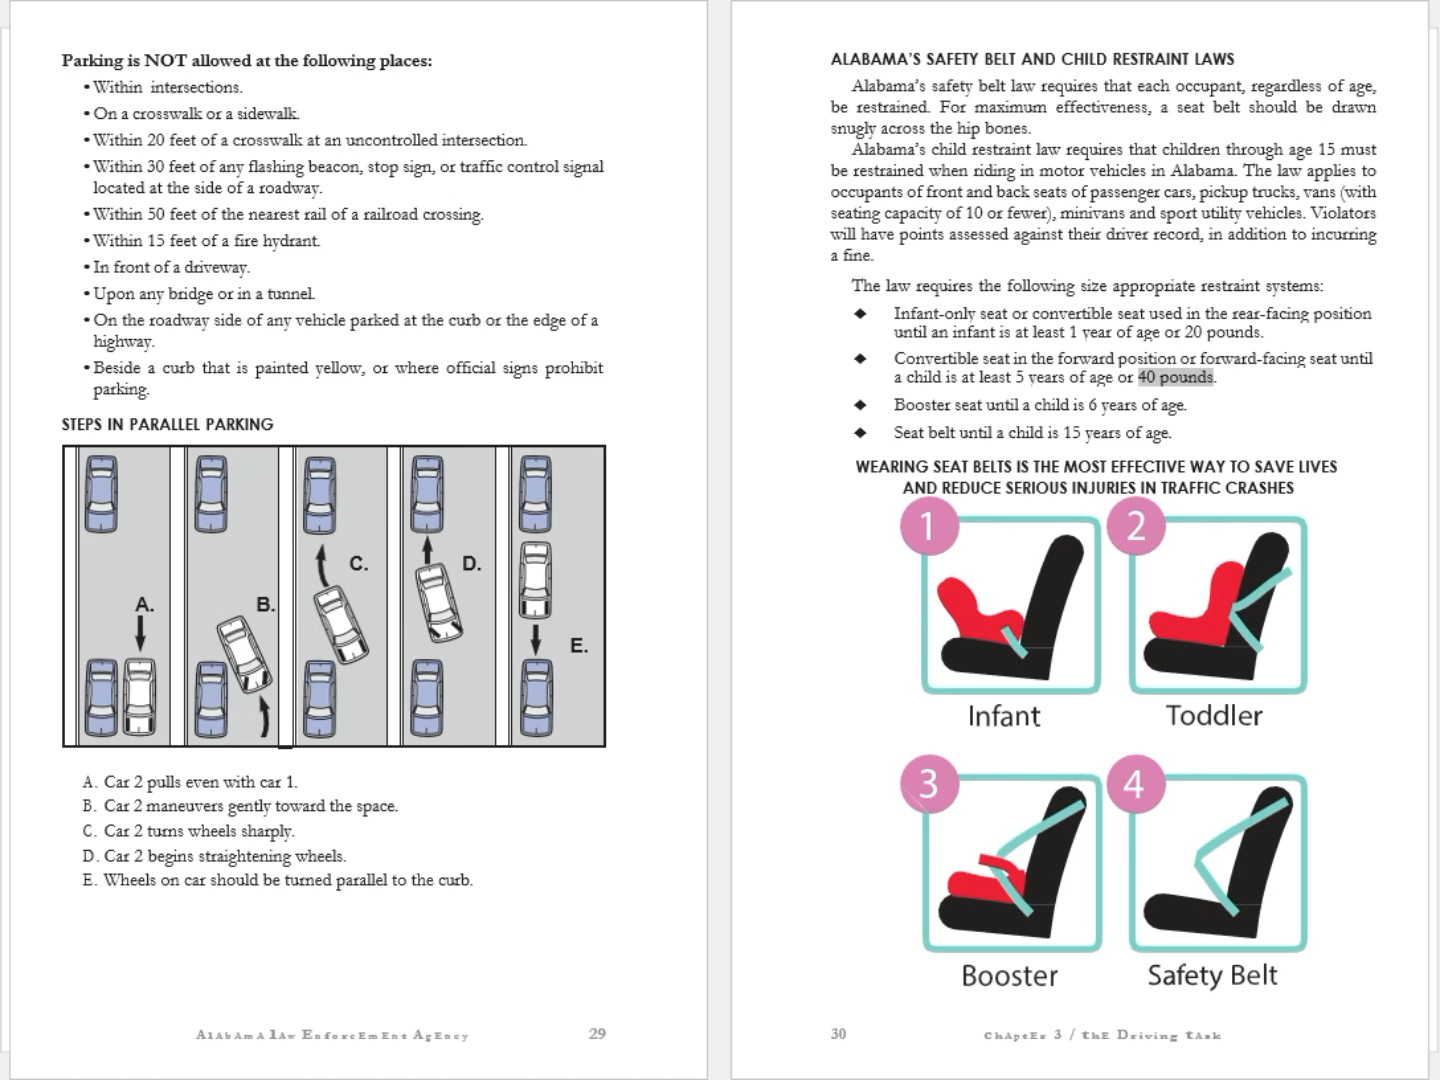 Parking is NOT allowed at the following places:
• Within intersections.
• On a crosswalk or a sidewalk.
• Within 20 feet of a crosswalk at an uncontrolled intersection.
• Within 30 feet of any flashing beacon, stop sign, or traffic control signal
located at the side of a roadway.
• Within 50 feet of the nearest rail of a railroad crossing.
• Within 15 feet of a fire hydrant.
• In front of a driveway.
• Upon any bridge or in a tunnel.
• On the roadway side of any vehicle parked at the curb or the edge of a
highway.
• Beside a curb that is painted yellow, or where official signs prohibit
parking.
STEPS IN PARALLEL PARKING
A.
B.
C.
D.
E.
A. Car 2 pulls even with car 1.
B. Car 2 maneuvers gently toward the space.
C. Car 2 turns wheels sharply.
D. Car 2 begins straightening wheels.
E. Wheels on car should be turned parallel to the curb.
Alabama Law Enforcement Agency 29
ALABAMA'S SAFETY BELT AND CHILD RESTRAINT LAWS
Alabama's safety belt law requires that each occupant, regardless of age,
be restrained. For maximum effectiveness, a seat belt should be drawn
snugly across the hip bones.
Alabama's child restraint law requires that children through age 15 must
be restrained when riding in motor vehicles in Alabama. The law applies to
occupants of front and back seats of passenger cars, pickup trucks, vans (with
seating capacity of 10 or fewer), minivans and sport utility vehicles. Violators
will have points assessed against their driver record, in addition to incurring
a fine.
The law requires the following size appropriate restraint systems:
◆ Infant-only seat or convertible seat used in the rear-facing position
until an infant is at least 1 year of age or 20 pounds.
◆ Convertible seat in the forward position or forward-facing seat until
a child is at least 5 years of age or 40 pounds.
◆ Booster seat until a child is 6 years of age.
◆ Seat belt until a child is 15 years of age.
WEARING SEAT BELTS IS THE MOST EFFECTIVE WAY TO SAVE LIVES
AND REDUCE SERIOUS INJURIES IN TRAFFIC CRASHES
1
2
Infant
Toddler
3
4
Booster
Safety Belt
30 Chapter 3 / The Driving Task